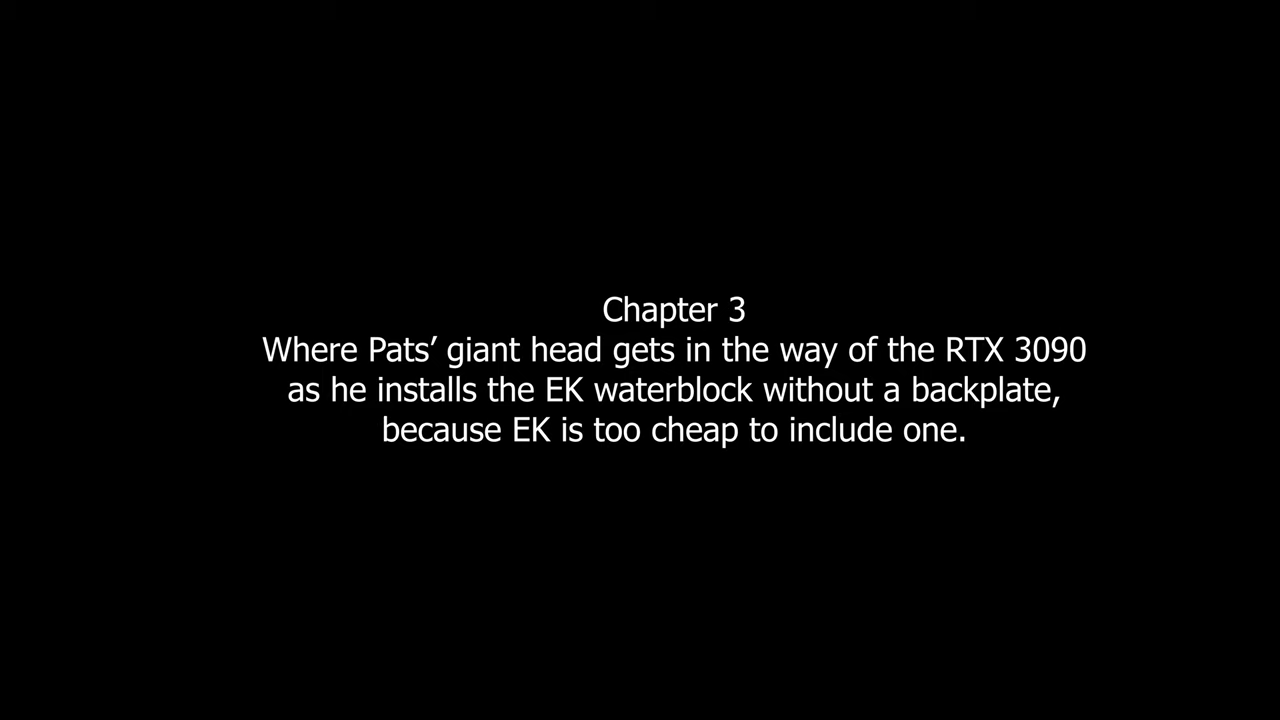 Chapter 3
Where Pats’ giant head gets in the way of the RTX 3090
as he installs the EK waterblock without a backplate,
because EK is too cheap to include one.